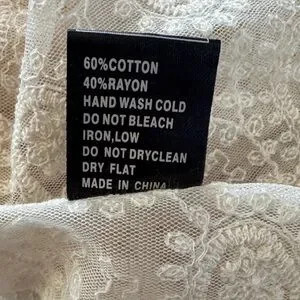 60%COTTON
40%RAYON
HAND WASH COLD
DO NOT BLEACH
IRON,LOW
DO NOT DRYCLEAN
DRY FLAT
MADE IN CHINA